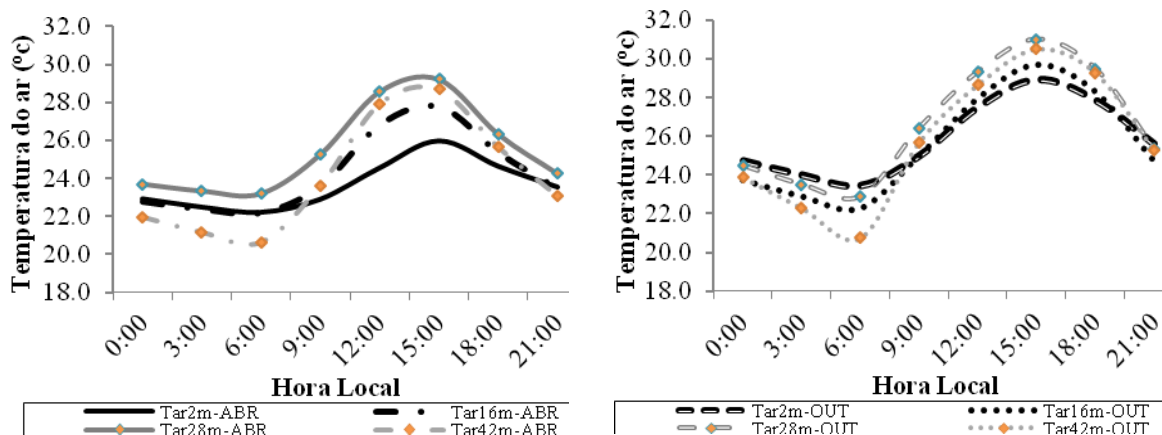 32.0
30.0
28.0
26.0
24.0
22.0
20.0
18.0
Temperatura do ar (ºc)
0:00 3:00 6:00 9:00 12:00 15:00 18:00 21:00
Hora Local
Tar2m-ABR Tar16m-ABR
Tar28m-ABR Tar42m-ABR
32.0
30.0
28.0
26.0
24.0
22.0
20.0
18.0
Temperatura do ar (ºc)
0:00 3:00 6:00 9:00 12:00 15:00 18:00 21:00
Hora Local
Tar2m-OUT Tar16m-OUT
Tar28m-OUT Tar42m-OUT